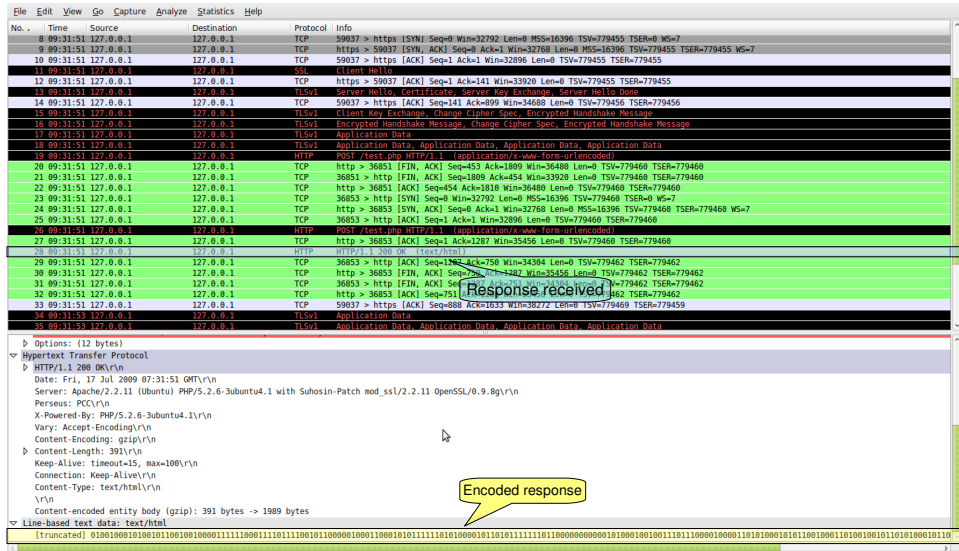 File Edit View Go Capture Analyze Statistics Help
No. . Time Source Destination Protocol Info
8 09:31:51 127.0.0.1 127.0.0.1 TCP 59037 > https [SYN] Seq=0 Win=32792 Len=0 MSS=16396 TSV=779455 TSER=0 WS=7
9 09:31:51 127.0.0.1 127.0.0.1 TCP https > 59037 [SYN, ACK] Seq=0 Ack=1 Win=32768 Len=0 MSS=16396 TSV=779455 TSER=779455 WS=7
10 09:31:51 127.0.0.1 127.0.0.1 TCP 59037 > https [ACK] Seq=1 Ack=1 Win=32896 Len=0 TSV=779455 TSER=779455
11 09:31:51 127.0.0.1 127.0.0.1 SSL Client Hello
12 09:31:51 127.0.0.1 127.0.0.1 TCP https > 59037 [ACK] Seq=1 Ack=141 Win=33920 Len=0 TSV=779455 TSER=779455
13 09:31:51 127.0.0.1 127.0.0.1 TLSv1 Server Hello, Certificate, Server Key Exchange, Server Hello Done
14 09:31:51 127.0.0.1 127.0.0.1 TCP 59037 > https [ACK] Seq=141 Ack=899 Win=34688 Len=0 TSV=779456 TSER=779456
15 09:31:51 127.0.0.1 127.0.0.1 TLSv1 Client Key Exchange, Change Cipher Spec, Encrypted Handshake Message
16 09:31:51 127.0.0.1 127.0.0.1 TLSv1 Encrypted Handshake Message, Change Cipher Spec, Encrypted Handshake Message
17 09:31:51 127.0.0.1 127.0.0.1 TLSv1 Application Data
18 09:31:51 127.0.0.1 127.0.0.1 TLSv1 Application Data, Application Data, Application Data, Application Data
19 09:31:51 127.0.0.1 127.0.0.1 HTTP POST /test.php HTTP/1.1 (application/x-www-form-urlencoded)
20 09:31:51 127.0.0.1 127.0.0.1 TCP http > 36851 [FIN, ACK] Seq=453 Ack=1809 Win=36480 Len=0 TSV=779460 TSER=779460
21 09:31:51 127.0.0.1 127.0.0.1 TCP 36851 > http [FIN, ACK] Seq=1809 Ack=454 Win=33920 Len=0 TSV=779460 TSER=779460
22 09:31:51 127.0.0.1 127.0.0.1 TCP http > 36851 [ACK] Seq=454 Ack=1810 Win=36480 Len=0 TSV=779460 TSER=779460
23 09:31:51 127.0.0.1 127.0.0.1 TCP 36853 > http [SYN] Seq=0 Win=32792 Len=0 MSS=16396 TSV=779460 TSER=0 WS=7
24 09:31:51 127.0.0.1 127.0.0.1 TCP http > 36853 [SYN, ACK] Seq=0 Ack=1 Win=32768 Len=0 MSS=16396 TSV=779460 TSER=779460 WS=7
25 09:31:51 127.0.0.1 127.0.0.1 TCP 36853 > http [ACK] Seq=1 Ack=1 Win=32896 Len=0 TSV=779460 TSER=779460
26 09:31:51 127.0.0.1 127.0.0.1 HTTP POST /test.php HTTP/1.1 (application/x-www-form-urlencoded)
27 09:31:51 127.0.0.1 127.0.0.1 TCP http > 36853 [ACK] Seq=1 Ack=1287 Win=35456 Len=0 TSV=779460 TSER=779460
28 09:31:51 127.0.0.1 127.0.0.1 HTTP HTTP/1.1 200 OK (text/html)
29 09:31:51 127.0.0.1 127.0.0.1 TCP 36853 > http [ACK] Seq=1287 Ack=750 Win=34304 Len=0 TSV=779462 TSER=779462
30 09:31:51 127.0.0.1 127.0.0.1 TCP http > 36853 [FIN, ACK] Seq=750 Ack=1287 Win=35456 Len=0 TSV=779462 TSER=779462
31 09:31:51 127.0.0.1 127.0.0.1 TCP 36853 > http [FIN, ACK] Seq=1287 Ack=751 Win=34304 Len=0 TSV=779462 TSER=779462
32 09:31:51 127.0.0.1 127.0.0.1 TCP http > 36853 [ACK] Seq=751 TSER=779462
Response received
33 09:31:51 127.0.0.1 127.0.0.1 TCP 59037 > https [ACK] Seq=888 Ack=1633 Win=38272 Len=0 TSV=779469 TSER=779459
34 09:31:53 127.0.0.1 127.0.0.1 TLSv1 Application Data
35 09:31:53 127.0.0.1 127.0.0.1 TLSv1 Application Data, Application Data, Application Data, Application Data
Options: (12 bytes)
Hypertext Transfer Protocol
HTTP/1.1 200 OK\r\n
Date: Fri, 17 Jul 2009 07:31:51 GMT\r\n
Server: Apache/2.2.11 (Ubuntu) PHP/5.2.6-3ubuntu4.1 with Suhosin-Patch mod_ssl/2.2.11 OpenSSL/0.9.8g\r\n
Perseus: PCC\r\n
X-Powered-By: PHP/5.2.6-3ubuntu4.1\r\n
Vary: Accept-Encoding\r\n
Content-Encoding: gzip\r\n
Content-Length: 391\r\n
Keep-Alive: timeout=15, max=100\r\n
Connection: Keep-Alive\r\n
Content-Type: text/html\r\n
\r\n
Encoded response
Content-encoded entity body (gzip): 391 bytes -> 1989 bytes
Line-based text data: text/html
[truncated]